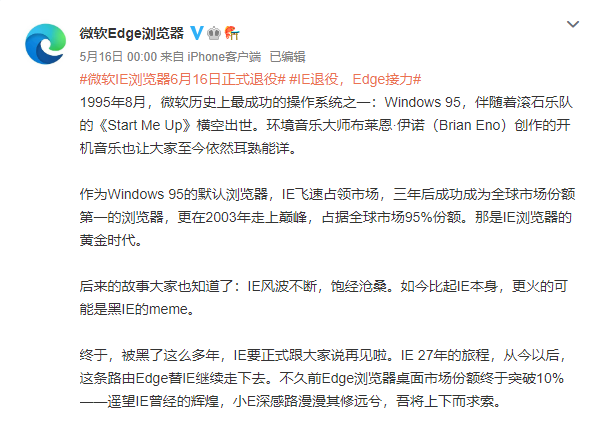 微软Edge浏览器
5月16日 00:00 来自 iPhone客户端 已编辑
#微软IE浏览器6月16日正式退役# #IE退役，Edge接力#
1995年8月，微软历史上最成功的操作系统之一：Windows 95，伴随着滚石乐队
的《Start Me Up》横空出世。环境音乐大师布莱恩·伊诺（Brian Eno）创作的开
机音乐也让大家至今依然耳熟能详。
作为Windows 95的默认浏览器，IE飞速占领市场，三年后成功成为全球市场份额
第一的浏览器，更在2003年走上巅峰，占据全球市场95%份额。那是IE浏览器的
黄金时代。
后来的故事大家也知道了：IE风波不断，饱经沧桑。如今比起IE本身，更火的可
能是黑IE的meme。
终于，被黑了这么多年，IE要正式跟大家说再见啦。IE 27年的旅程，从今以后，
这条路由Edge替IE继续走下去。不久前Edge浏览器桌面市场份额终于突破10%
——遥望IE曾经的辉煌，小E深感路漫漫其修远兮，吾将上下而求索。